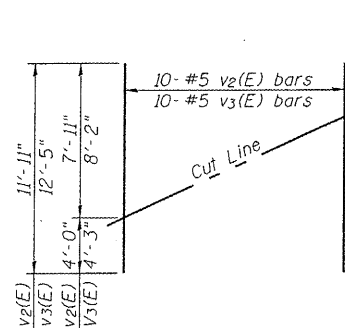 10- #5 v2(E) bars
10- #5 v3(E) bars
Cut Line
11'-11"
12'-5"
7'-11"
8'-2"
4'-0"
4'-3"
v2(E)
v3(E)
v2(E)
v3(E)